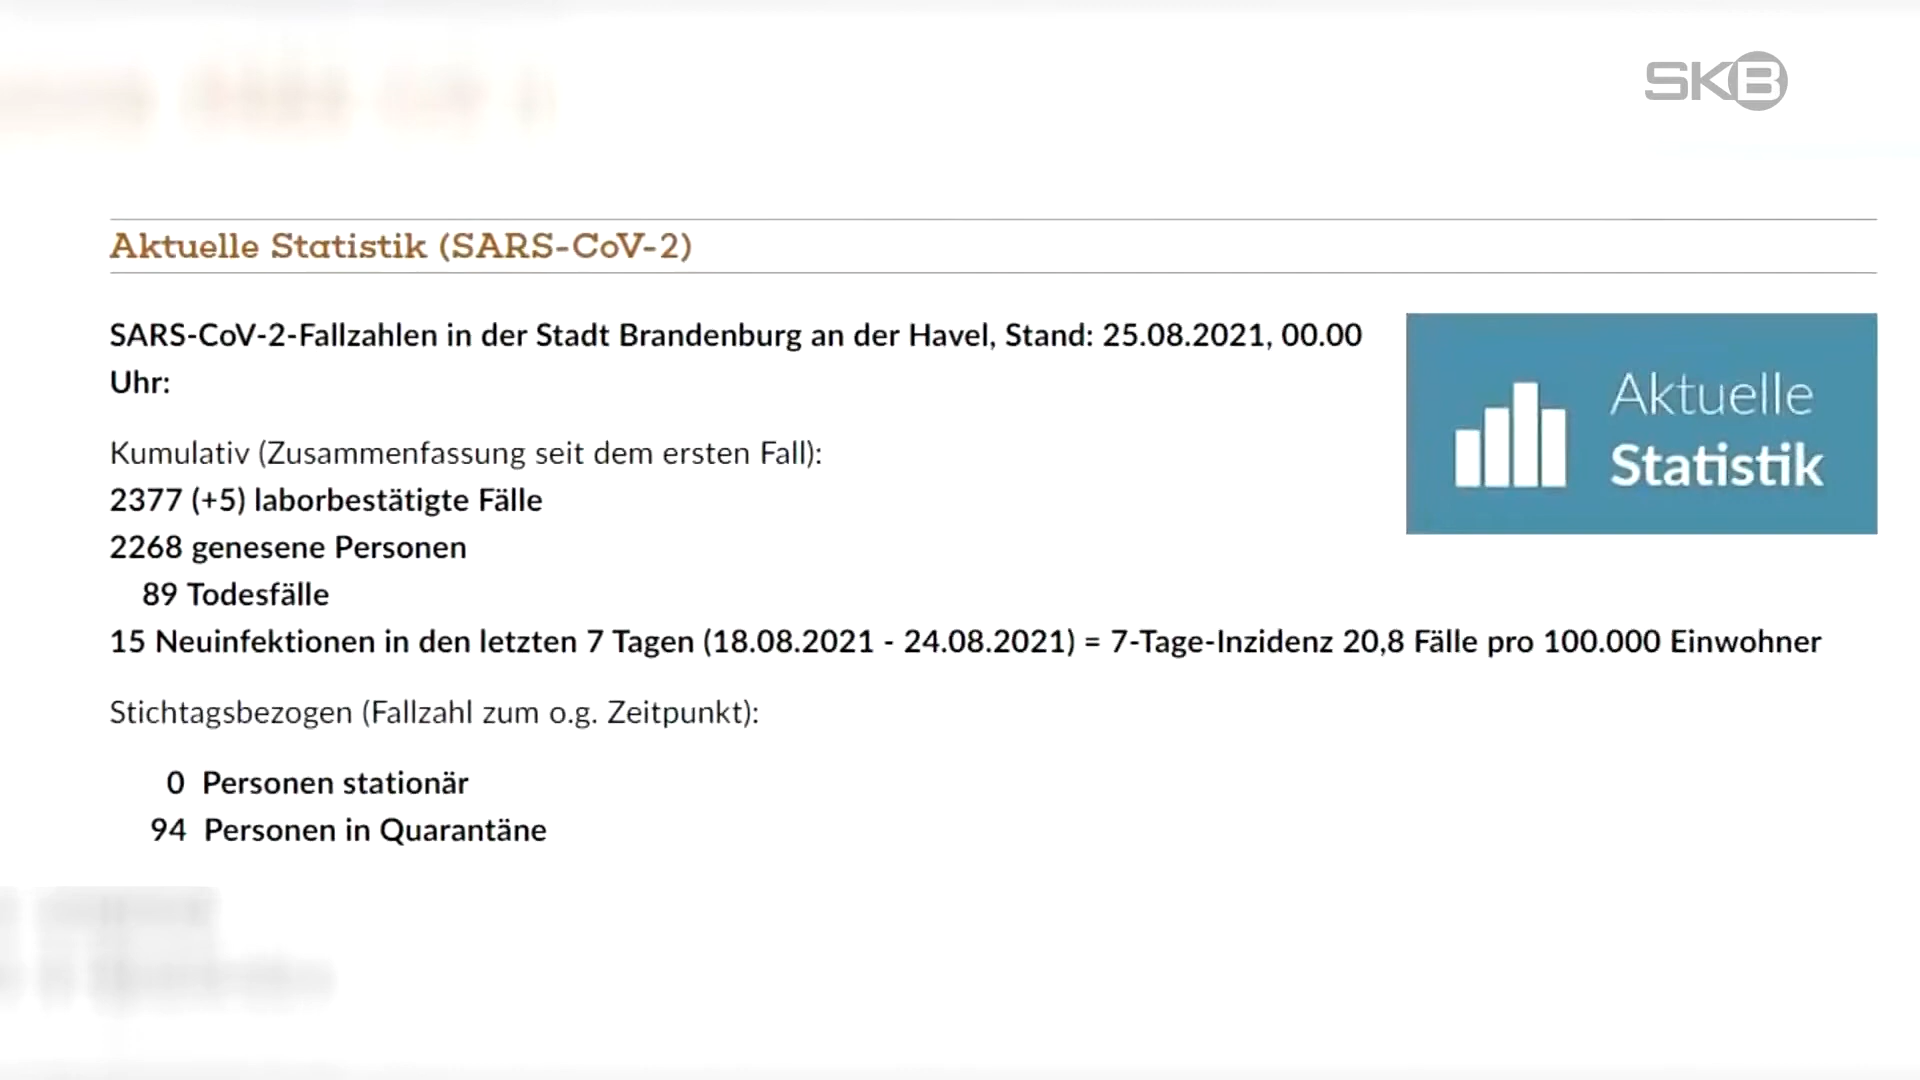 SKB
Aktuelle Statistik (SARS-CoV-2)
SARS-CoV-2-Fallzahlen in der Stadt Brandenburg an der Havel, Stand: 25.08.2021, 00.00
Uhr:
Aktuelle
Statistik
Kumulativ (Zusammenfassung seit dem ersten Fall):
2377 (+5) laborbestätigte Fälle
2268 genesene Personen
89 Todesfälle
15 Neuinfektionen in den letzten 7 Tagen (18.08.2021 - 24.08.2021) = 7-Tage-Inzidenz 20,8 Fälle pro 100.000 Einwohner
Stichtagsbezogen (Fallzahl zum o.g. Zeitpunkt):
0 Personen stationär
94 Personen in Quarantäne